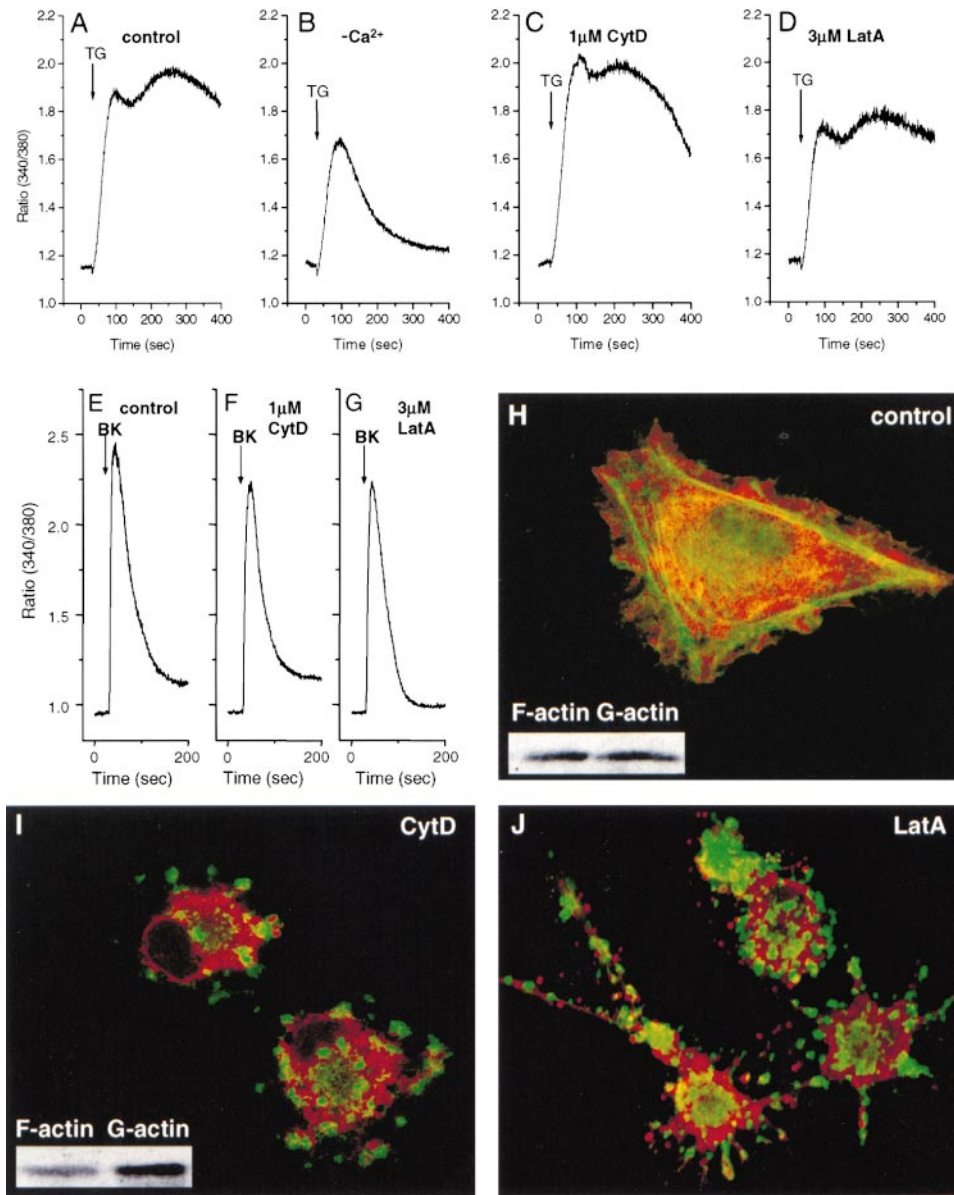 A
control
TG
2.2
2.0
1.8
1.6
1.4
1.2
1.0
Ratio (340/380)
0 100 200 300 400
Time (sec)
B
-Ca²⁺
TG
2.2
2.0
1.8
1.6
1.4
1.2
1.0
0 100 200 300 400
Time (sec)
C
1µM CytD
TG
2.2
2.0
1.8
1.6
1.4
1.2
1.0
0 100 200 300 400
Time (sec)
D
3µM LatA
TG
2.2
2.0
1.8
1.6
1.4
1.2
1.0
0 100 200 300 400
Time (sec)
E
control
BK
2.5
2.0
1.5
1.0
Ratio (340/380)
0 200
Time (sec)
F
1µM
CytD
BK
0 200
Time (sec)
G
3µM
LatA
BK
0 200
Time (sec)
H
control
F-actin G-actin
I
CytD
F-actin G-actin
J
LatA